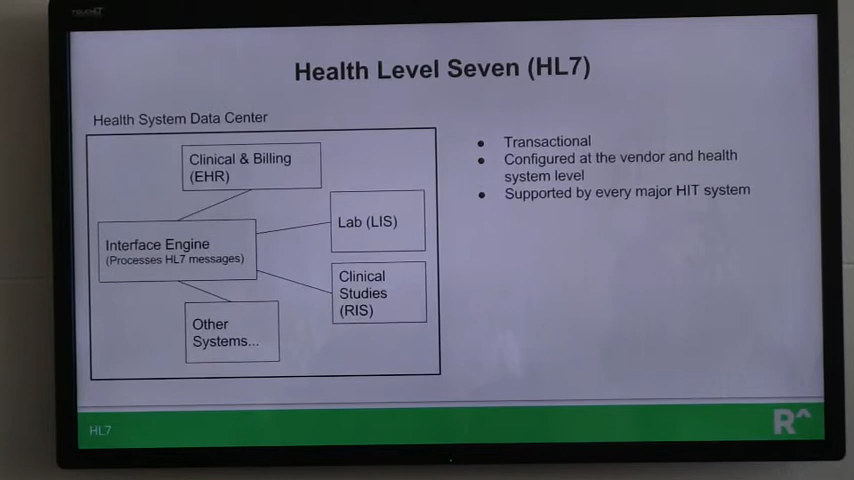 Health Level Seven (HL7)
Health System Data Center
Clinical & Billing
(EHR)
Lab (LIS)
Interface Engine
(Processes HL7 messages)
Clinical
Studies
(RIS)
Other
Systems...
● Transactional
● Configured at the vendor and health
system level
● Supported by every major HIT system
HL7
R^